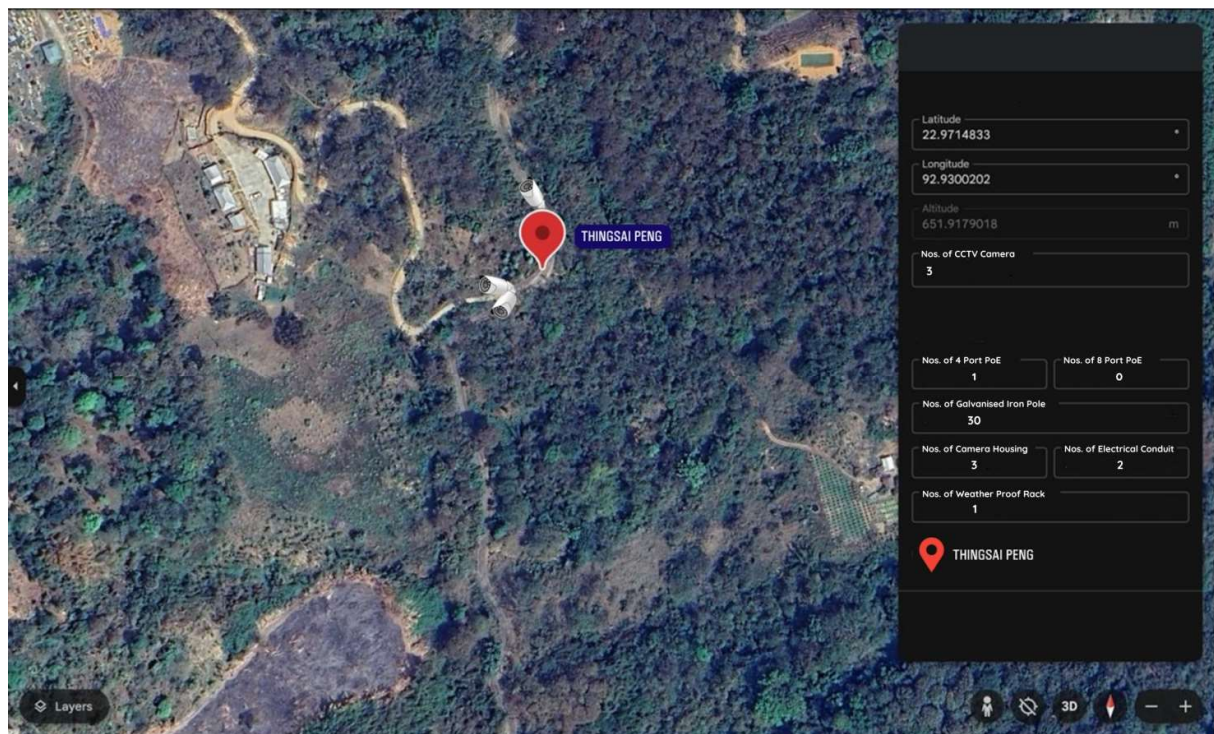 THINGSAI PENG
Latitude
22.9714833 °
Longitude
92.9300202 °
Altitude
651.9179018 m
Nos. of CCTV Camera
3
Nos. of 4 Port PoE
1
Nos. of 8 Port PoE
0
Nos. of Galvanised Iron Pole
30
Nos. of Camera Housing
3
Nos. of Electrical Conduit
2
Nos. of Weather Proof Rack
1
THINGSAI PENG
Layers
3D